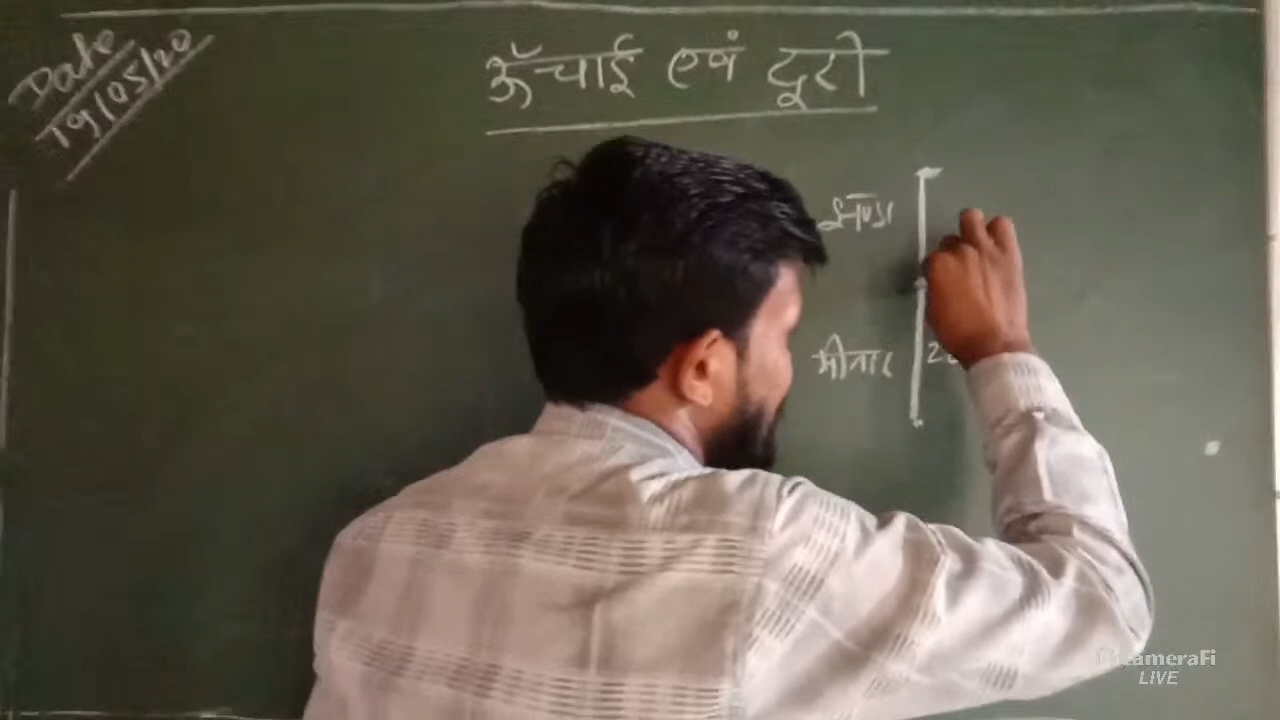 Date
19/05/20
ऊँचाई एवं दूरी
झण्डा
मीनार
CameraFi
LIVE